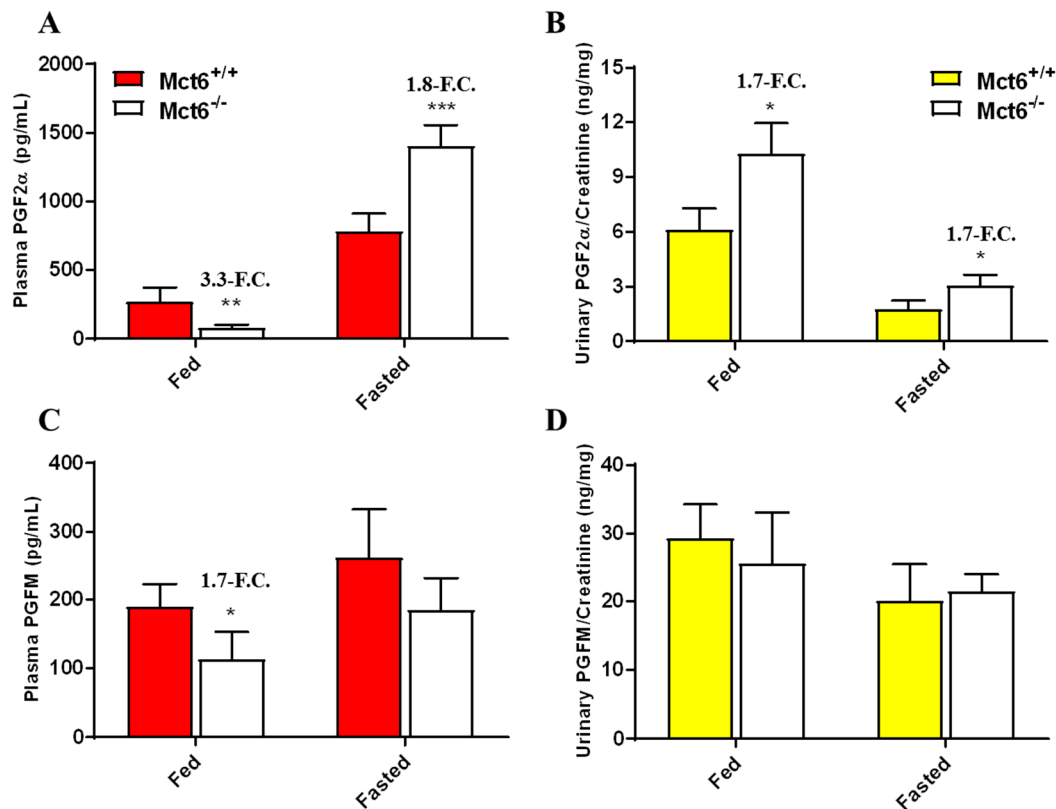 A
Plasma PGF2α (pg/mL)
2000
1500
1000
500
0
Mct6+/+
Mct6-/-
3.3-F.C.
**
1.8-F.C.
***
Fed
Fasted
B
Urinary PGF2α/Creatinine (ng/mg)
15
12
9
6
3
0
Mct6+/+
Mct6-/-
1.7-F.C.
*
1.7-F.C.
*
Fed
Fasted
C
Plasma PGFM (pg/mL)
400
300
200
100
0
1.7-F.C.
*
Fed
Fasted
D
Urinary PGFM/Creatinine (ng/mg)
40
30
20
10
0
Fed
Fasted